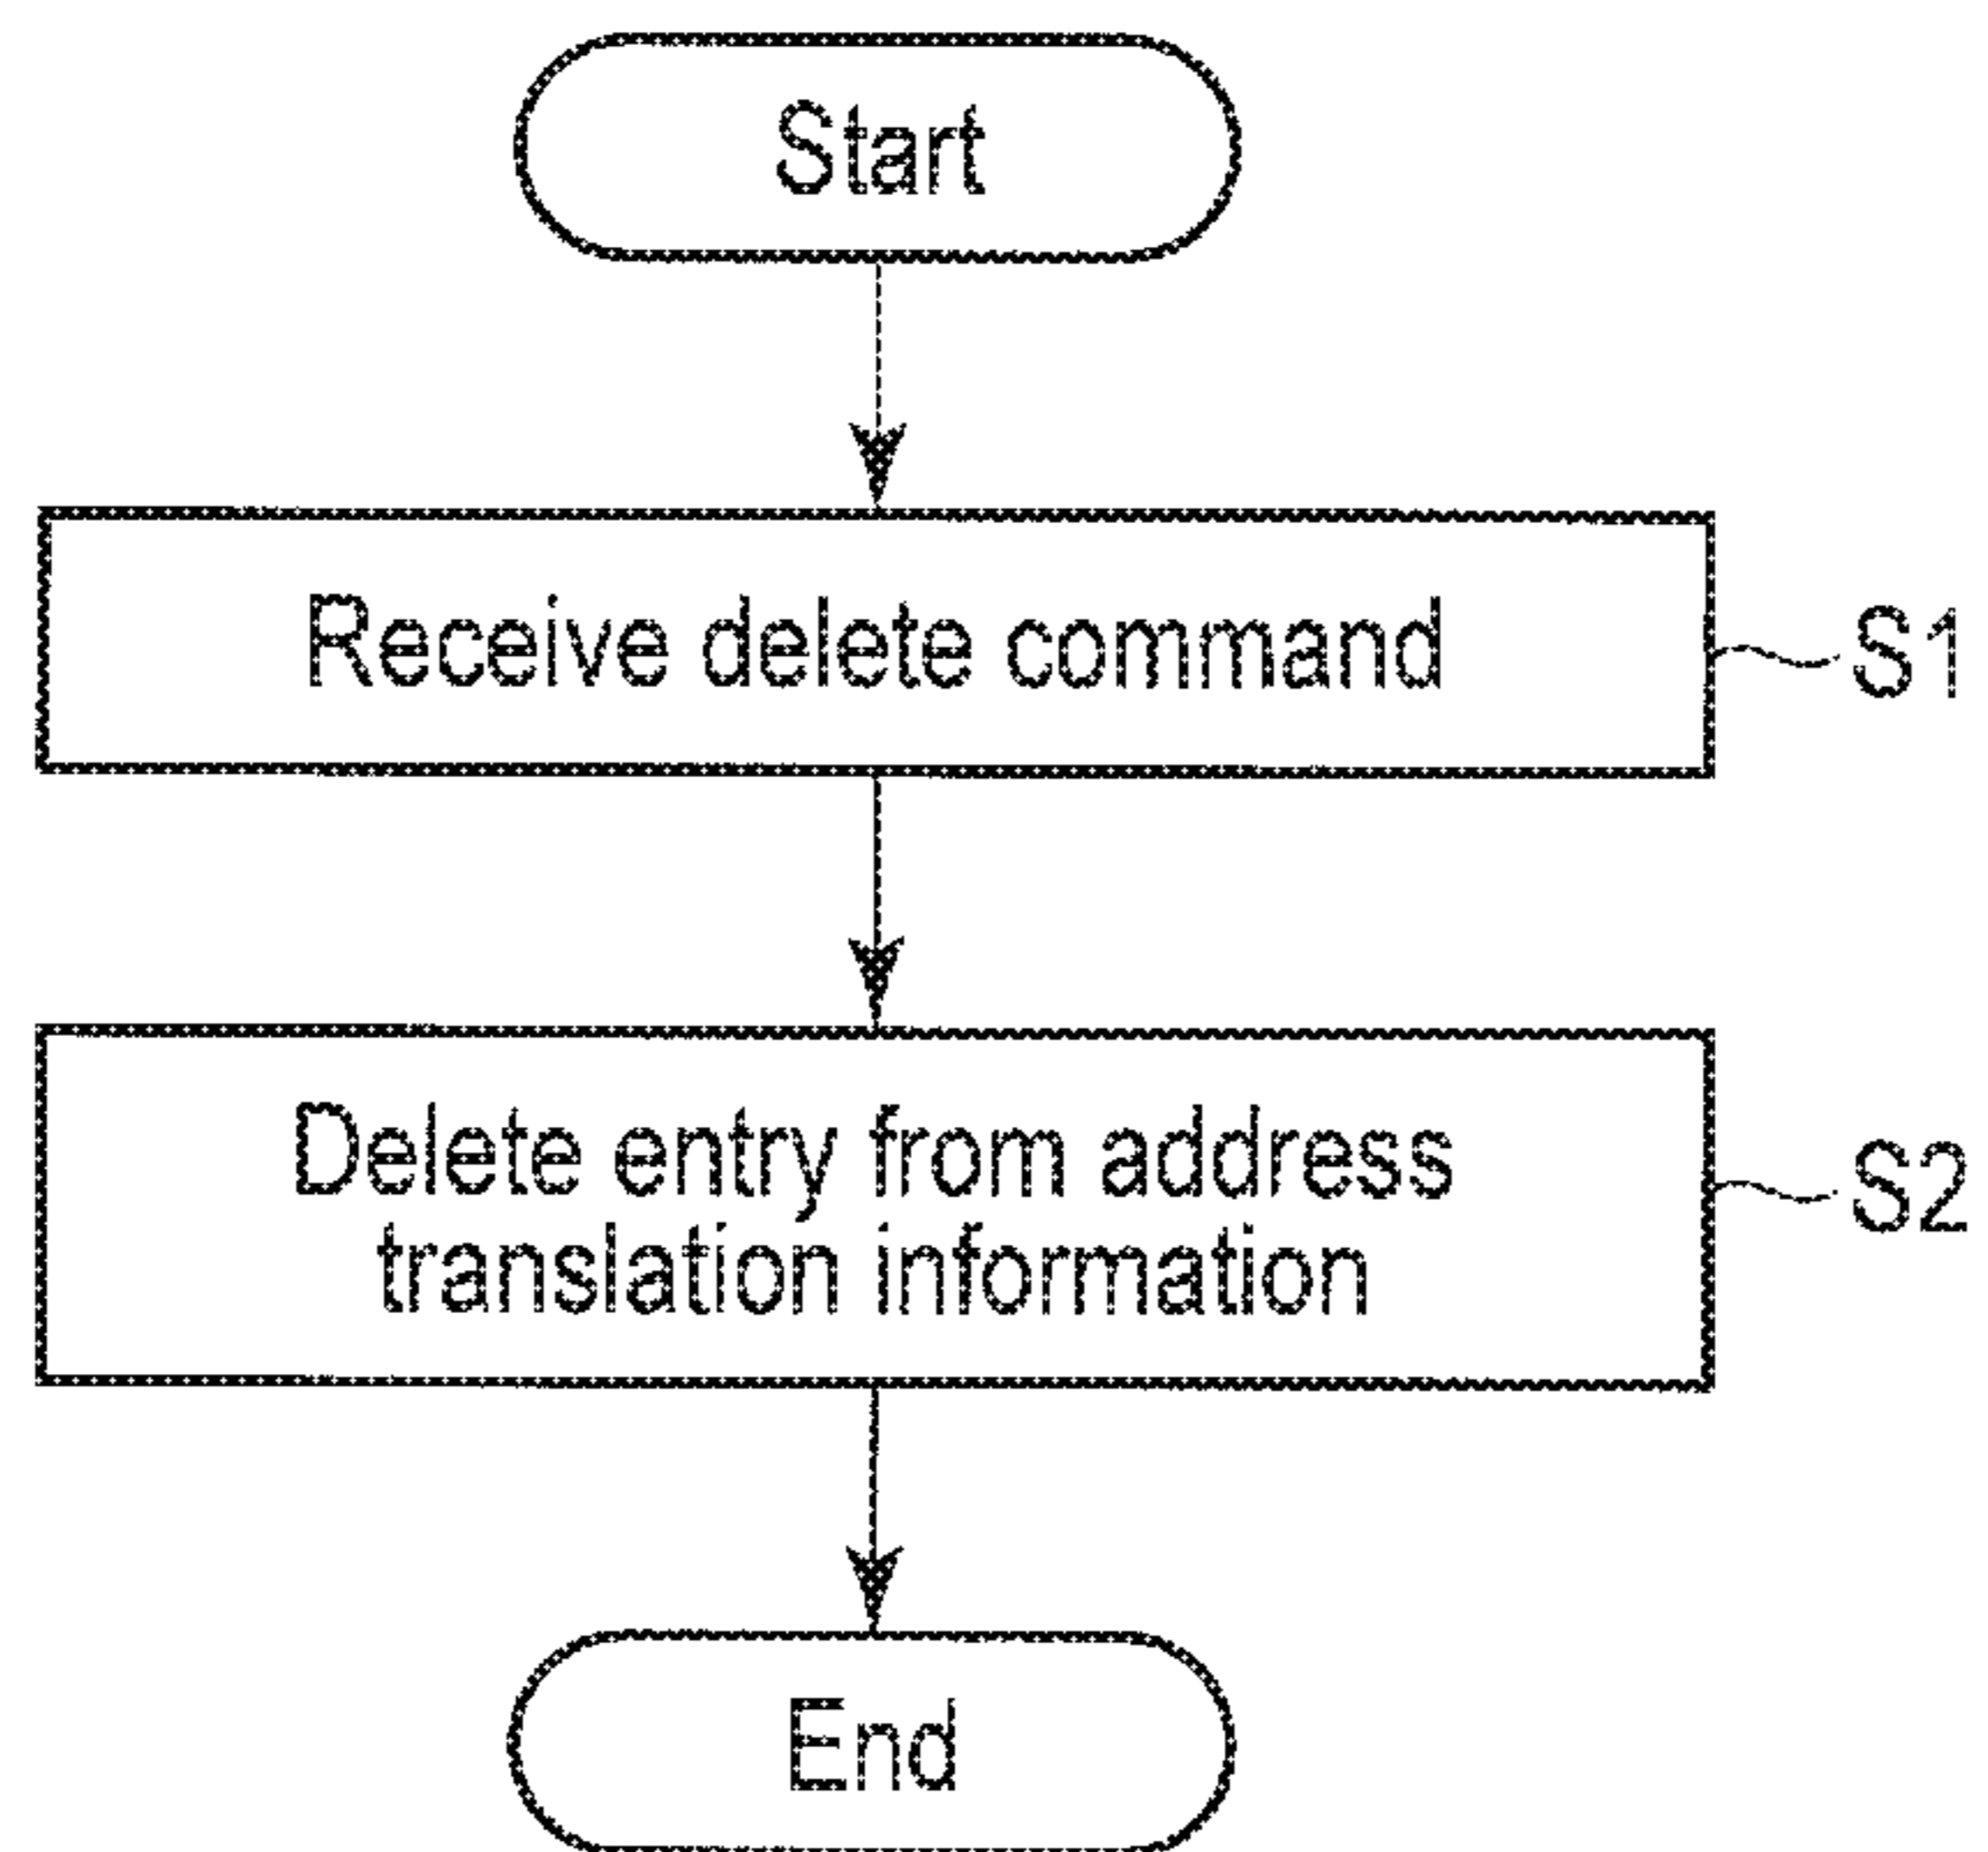 Start
Receive delete command
S1
Delete entry from address
translation information
S2
End